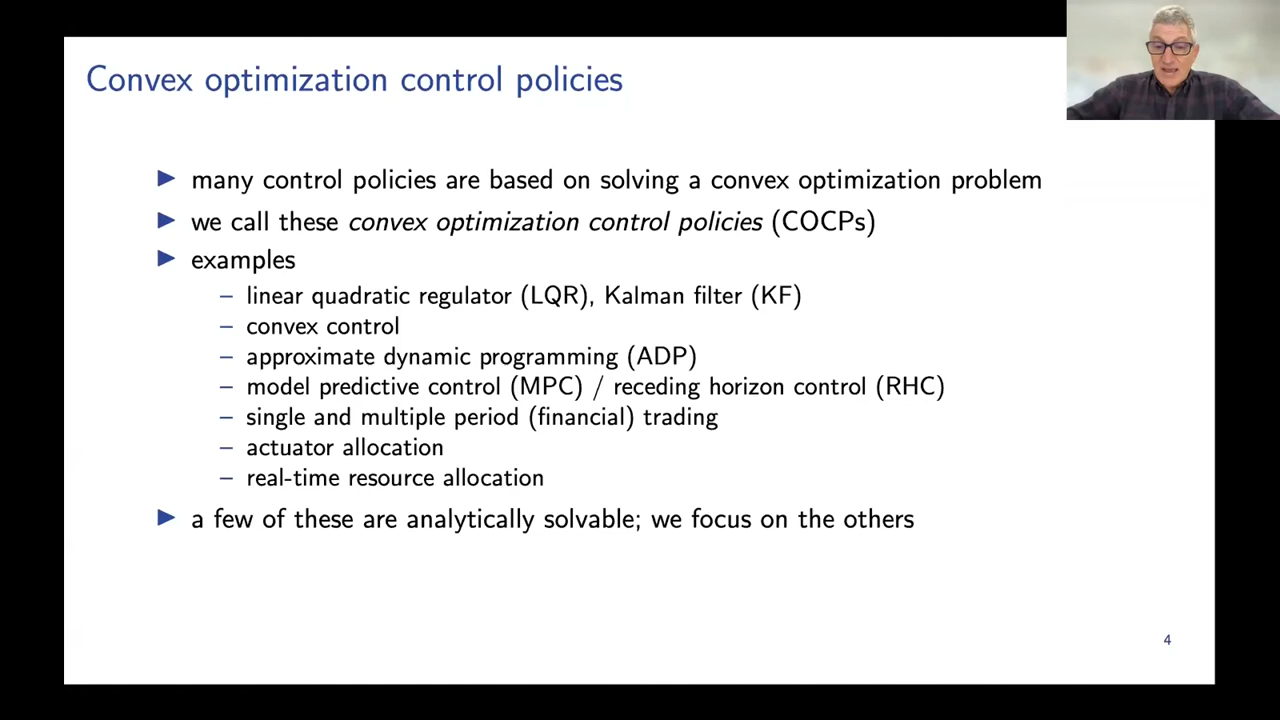 Convex optimization control policies
▶ many control policies are based on solving a convex optimization problem
▶ we call these convex optimization control policies (COCPs)
▶ examples
– linear quadratic regulator (LQR), Kalman filter (KF)
– convex control
– approximate dynamic programming (ADP)
– model predictive control (MPC) / receding horizon control (RHC)
– single and multiple period (financial) trading
– actuator allocation
– real-time resource allocation
▶ a few of these are analytically solvable; we focus on the others
4